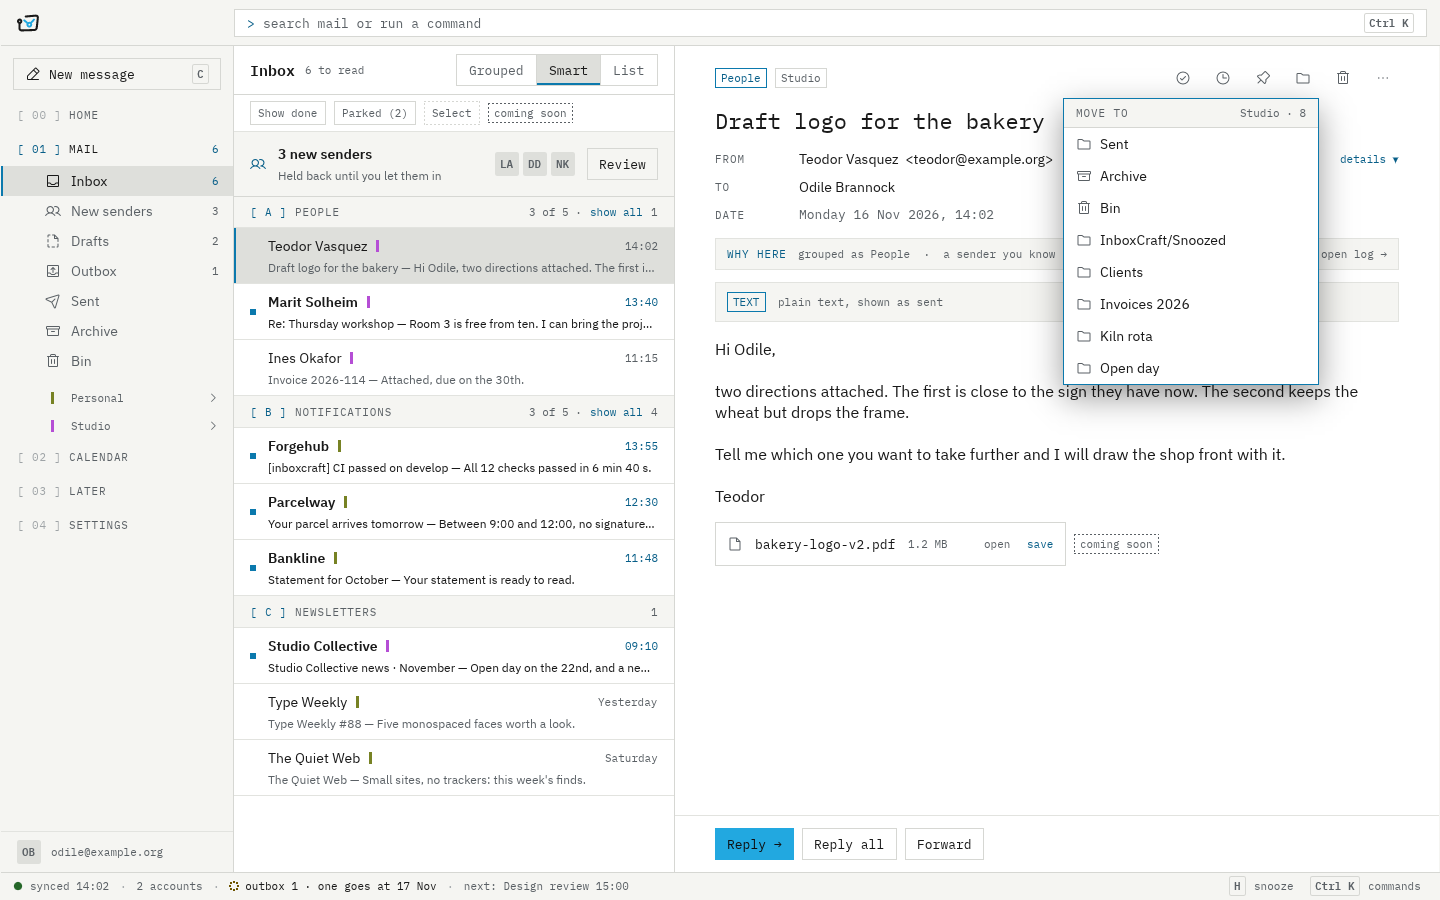 > search mail or run a command
Ctrl K
New message
C
[ 00 ] HOME
[ 01 ] MAIL 6
Inbox 6
New senders 3
Drafts 2
Outbox 1
Sent
Archive
Bin
Personal
Studio
[ 02 ] CALENDAR
[ 03 ] LATER
[ 04 ] SETTINGS
OB odile@example.org
Inbox 6 to read
Grouped Smart List
Show done Parked (2) Select coming soon
3 new senders
Held back until you let them in
LA DD NK Review
[ A ] PEOPLE 3 of 5 · show all 1
Teodor Vasquez 14:02
Draft logo for the bakery — Hi Odile, two directions attached. The first i…
Marit Solheim 13:40
Re: Thursday workshop — Room 3 is free from ten. I can bring the proj…
Ines Okafor 11:15
Invoice 2026-114 — Attached, due on the 30th.
[ B ] NOTIFICATIONS 3 of 5 · show all 4
Forgehub 13:55
[inboxcraft] CI passed on develop — All 12 checks passed in 6 min 40 s.
Parcelway 12:30
Your parcel arrives tomorrow — Between 9:00 and 12:00, no signature…
Bankline 11:48
Statement for October — Your statement is ready to read.
[ C ] NEWSLETTERS 1
Studio Collective 09:10
Studio Collective news · November — Open day on the 22nd, and a ne…
Type Weekly Yesterday
Type Weekly #88 — Five monospaced faces worth a look.
The Quiet Web Saturday
The Quiet Web — Small sites, no trackers: this week's finds.
People Studio
Draft logo for the bakery
FROM Teodor Vasquez <teodor@example.org>
details ▾
TO Odile Brannock
DATE Monday 16 Nov 2026, 14:02
WHY HERE grouped as People · a sender you know
open log →
TEXT plain text, shown as sent
MOVE TO Studio · 8
Sent
Archive
Bin
InboxCraft/Snoozed
Clients
Invoices 2026
Kiln rota
Open day
Hi Odile,
two directions attached. The first is close to the sign they have now. The second keeps the
wheat but drops the frame.
Tell me which one you want to take further and I will draw the shop front with it.
Teodor
bakery-logo-v2.pdf 1.2 MB open save coming soon
Reply → Reply all Forward
synced 14:02 · 2 accounts · outbox 1 · one goes at 17 Nov · next: Design review 15:00
H snooze Ctrl K commands